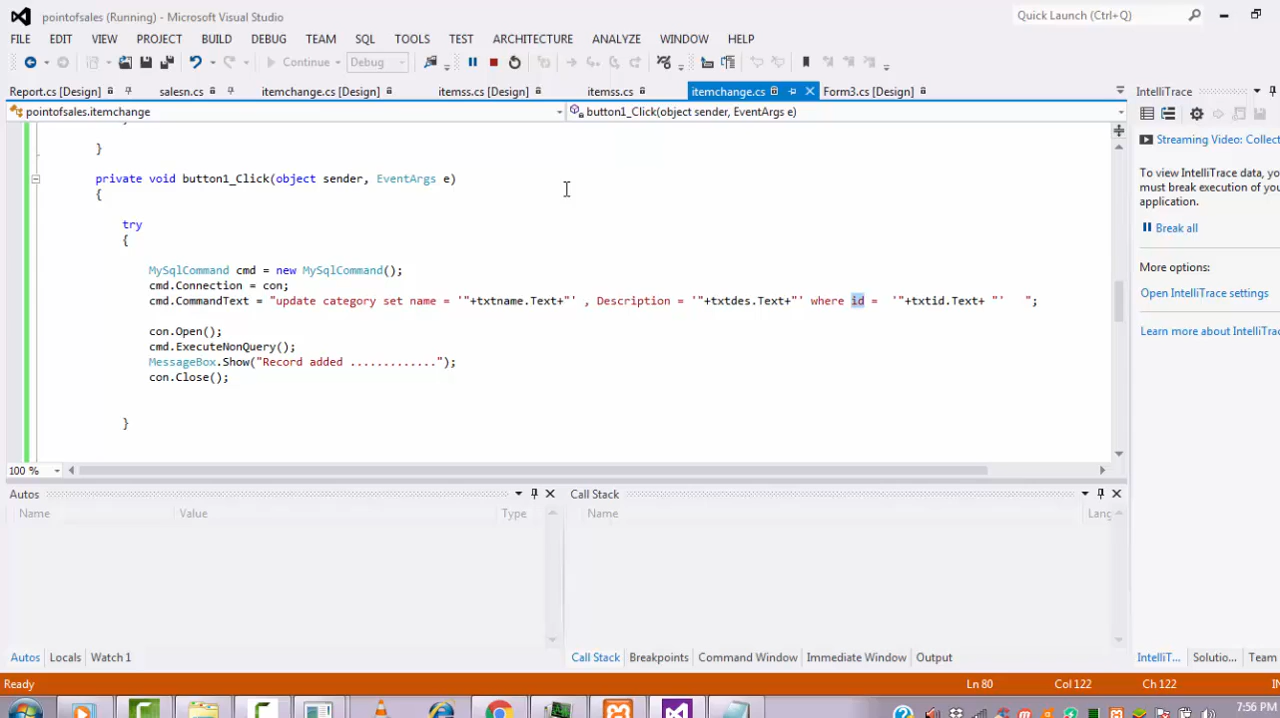 pointofsales (Running) - Microsoft Visual Studio
Quick Launch (Ctrl+Q)
FILE EDIT VIEW PROJECT BUILD DEBUG TEAM SQL TOOLS TEST ARCHITECTURE ANALYZE WINDOW HELP
Continue Debug
Report.cs [Design] salesn.cs itemchange.cs [Design] itemss.cs [Design] itemss.cs itemchange.cs Form3.cs [Design]
pointofsales.itemchange button1_Click(object sender, EventArgs e)
}
}
private void button1_Click(object sender, EventArgs e)
{
try
{
MySqlCommand cmd = new MySqlCommand();
cmd.Connection = con;
cmd.CommandText = "update category set name = '"+txtname.Text+"' , Description = '"+txtdes.Text+"' where id = '"+txtid.Text+ "' ";
con.Open();
cmd.ExecuteNonQuery();
MessageBox.Show("Record added .............");
con.Close();
}
100 %
IntelliTrace
Streaming Video: Collect
To view IntelliTrace data, yo
must break execution of you
application.
Break all
More options:
Open IntelliTrace settings
Learn more about IntelliTra
Autos
Name Value Type
Call Stack
Name Lang
Autos Locals Watch 1
Call Stack Breakpoints Command Window Immediate Window Output
IntelliT... Solutio... Team
Ready Ln 80 Col 122 Ch 122 IN
7:56 PM